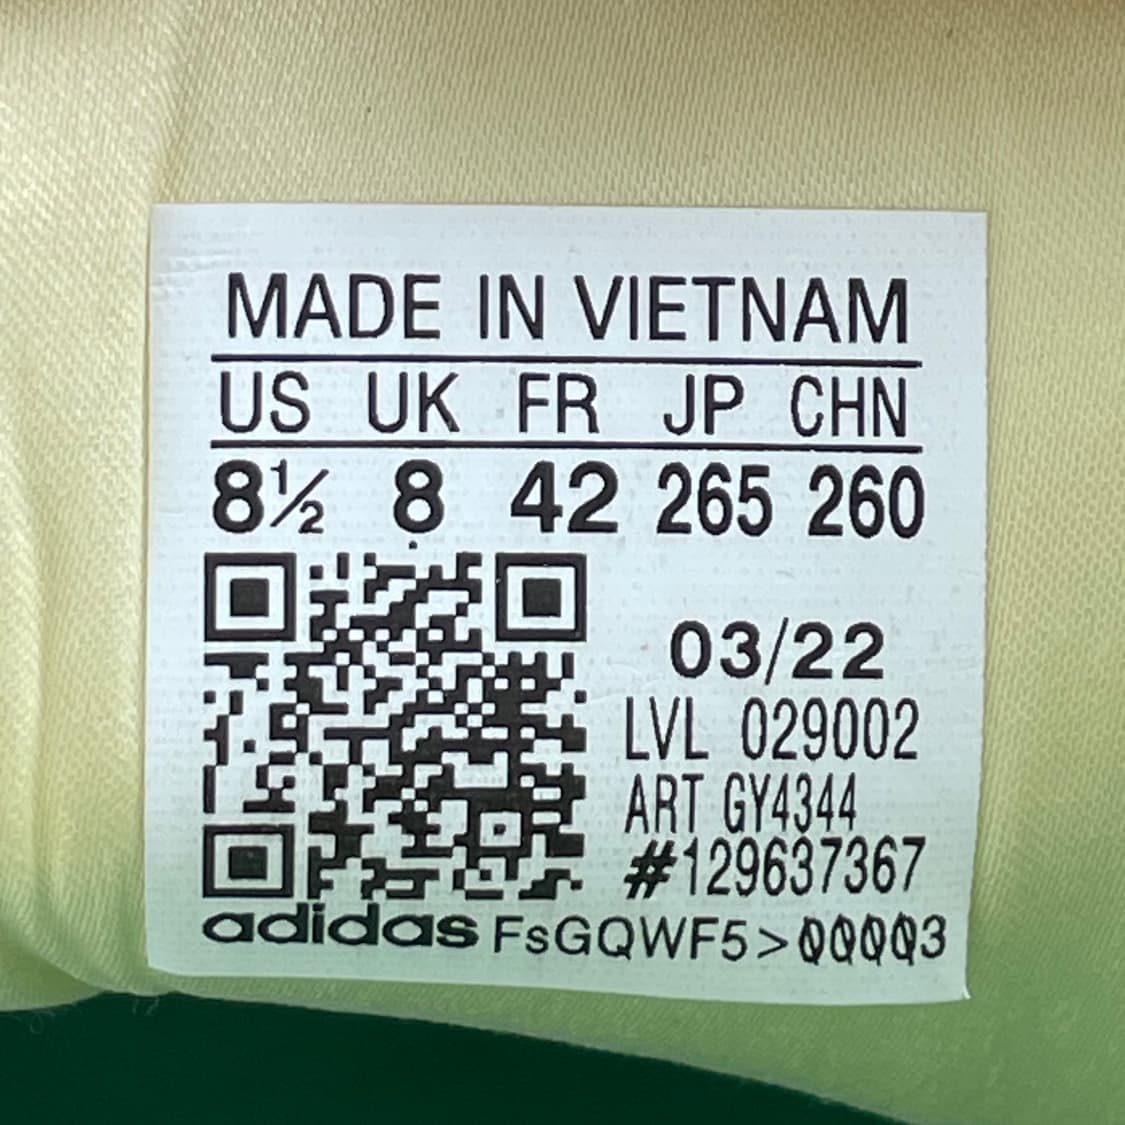 MADE IN VIETNAM
US UK FR JP CHN
8½ 8 42 265 260
03/22
LVL 029002
ART GY4344
#129637367
adidas FsGQWF5>00003